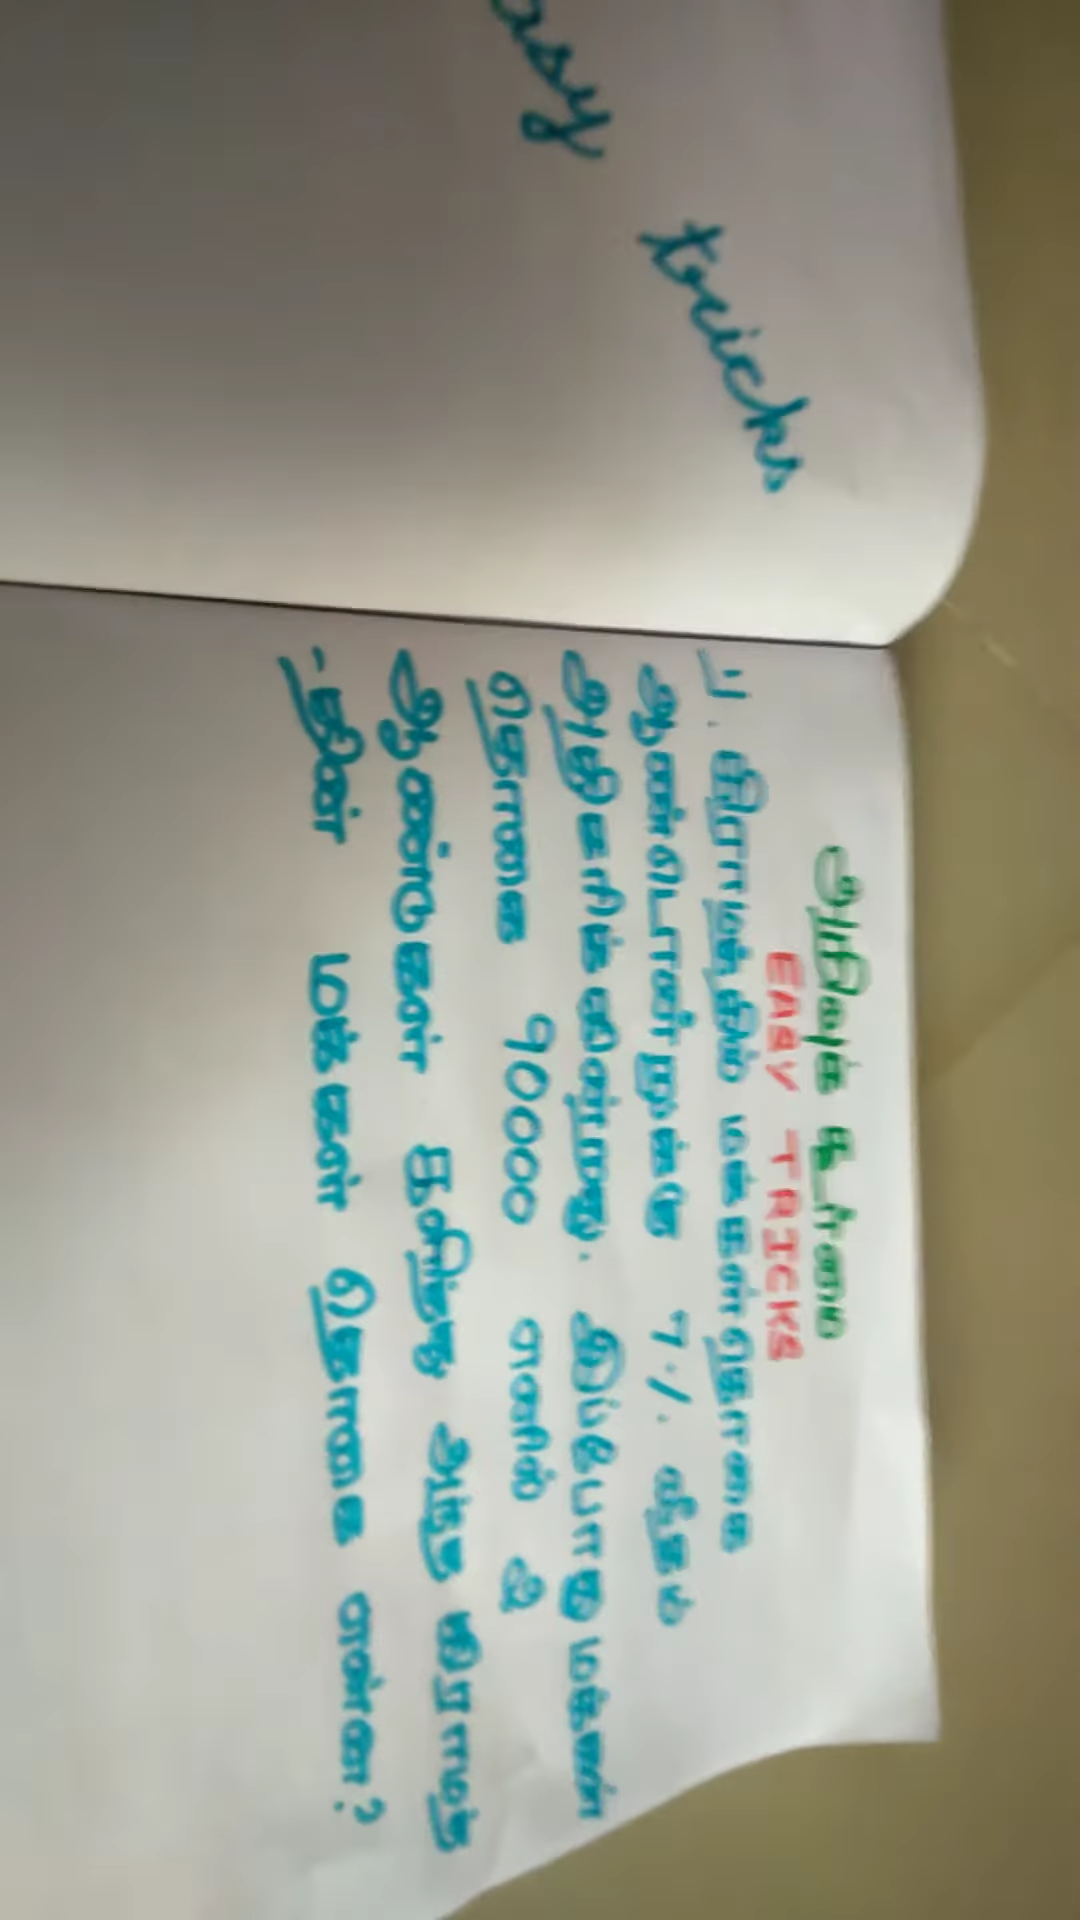 asy tricks
அறிவுக் கூர்மை
EASY TRICKS
1. கிராமத்தில் மக்கள்தொகை
ஆண்டொன்றுக்கு 7%. வீதம்
அதிகரிக்கின்றது. இப்போது மக்கள்
தொகை 90000 எனில் 2
ஆண்டுகள் கழித்து அந்த கிராமத்
-தின் மக்கள் தொகை என்ன?